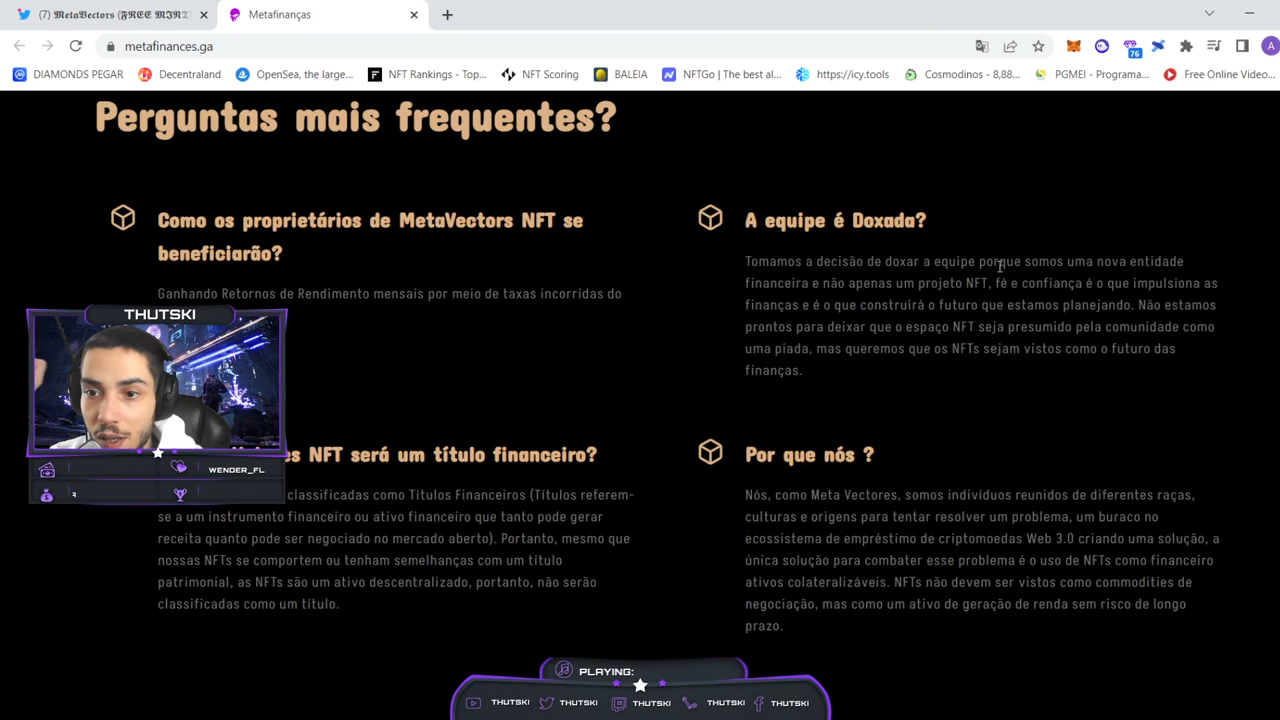 (7) 𝕸𝖊𝖙𝖆𝖁𝖊𝖈𝖙𝖔𝖗𝖘 (𝕱𝕽𝕰𝕰 𝕸𝕴𝕹𝕿
Metafinanças
metafinances.ga
A
76
DIAMONDS PEGAR
Decentraland
OpenSea, the large...
NFT Rankings - Top...
NFT Scoring
BALEIA
NFTGo | The best al...
https://icy.tools
Cosmodinos - 8,88...
PGMEI - Programa...
Free Online Video...
Perguntas mais frequentes?
Como os proprietários de MetaVectors NFT se
beneficiarão?
Ganhando Retornos de Rendimento mensais por meio de taxas incorridas do
A equipe é Doxada?
Tomamos a decisão de doxar a equipe porque somos uma nova entidade
financeira e não apenas um projeto NFT, fé e confiança é o que impulsiona as
finanças e é o que construirá o futuro que estamos planejando. Não estamos
prontos para deixar que o espaço NFT seja presumido pela comunidade como
uma piada, mas queremos que os NFTs sejam vistos como o futuro das
finanças.
THUTSKI
WENDER_FL
NFT será um título financeiro?
classificadas como Títulos Financeiros (Títulos referem-
se a um instrumento financeiro ou ativo financeiro que tanto pode gerar
receita quanto pode ser negociado no mercado aberto). Portanto, mesmo que
nossas NFTs se comportem ou tenham semelhanças com um título
patrimonial, as NFTs são um ativo descentralizado, portanto, não serão
classificadas como um título.
Por que nós ?
Nós, como Meta Vectores, somos indivíduos reunidos de diferentes raças,
culturas e origens para tentar resolver um problema, um buraco no
ecossistema de empréstimo de criptomoedas Web 3.0 criando uma solução, a
única solução para combater esse problema é o uso de NFTs como financeiro
ativos colateralizáveis. NFTs não devem ser vistos como commodities de
negociação, mas como um ativo de geração de renda sem risco de longo
prazo.
PLAYING:
THUTSKI
THUTSKI
THUTSKI
THUTSKI
THUTSKI